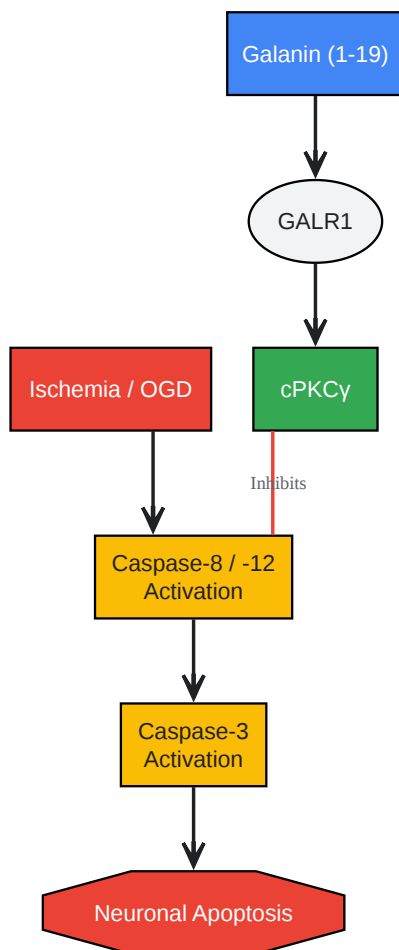 Galanin (1-19)
GALR1
Ischemia / OGD
cPKCγ
Inhibits
Caspase-8 / -12
Activation
Caspase-3
Activation
Neuronal Apoptosis